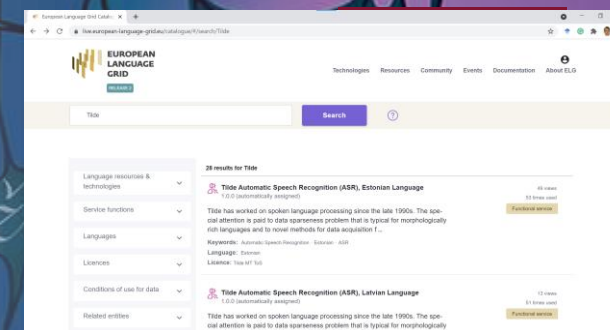 European Language Grid Catalo
live.european-language-grid.eu/catalogue/#/search/Tilde
EUROPEAN
LANGUAGE
GRID
RELEASE 2
Technologies Resources Community Events Documentation About ELG
Tilde
Search
28 results for Tilde
Language resources &
technologies
Service functions
Languages
Licences
Conditions of use for data
Related entities
Tilde Automatic Speech Recognition (ASR), Estonian Language
1.0.0 (automatically assigned)
Tilde has worked on spoken language processing since the late 1990s. The spe-
cial attention is paid to data sparseness problem that is typical for morphologically
rich languages and to novel methods for data acquisition f...
Keywords: Automatic Speech Recognition Estonian ASR
Language: Estonian
Licence: Tilde MT ToS
views
times used
Functional service
Tilde Automatic Speech Recognition (ASR), Latvian Language
1.0.0 (automatically assigned)
Tilde has worked on spoken language processing since the late 1990s. The spe-
cial attention is paid to data sparseness problem that is typical for morphologically
views
51 times used
Functional service